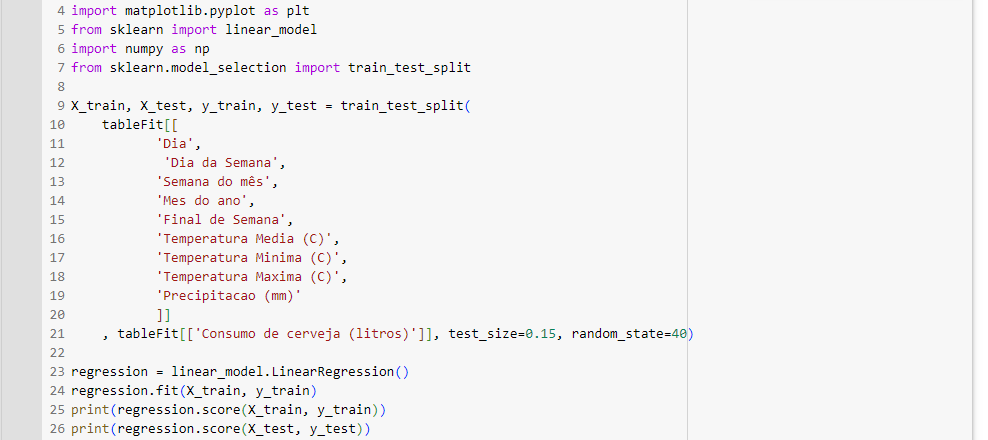 4 import matplotlib.pyplot as plt
5 from sklearn import linear_model
6 import numpy as np
7 from sklearn.model_selection import train_test_split
8
9 X_train, X_test, y_train, y_test = train_test_split(
10     tableFit[[
11            'Dia',
12             'Dia da Semana',
13            'Semana do mês',
14            'Mes do ano',
15            'Final de Semana',
16            'Temperatura Media (C)',
17            'Temperatura Minima (C)',
18            'Temperatura Maxima (C)',
19            'Precipitacao (mm)'
20            ]]
21     , tableFit[['Consumo de cerveja (litros)']], test_size=0.15, random_state=40)
22
23 regression = linear_model.LinearRegression()
24 regression.fit(X_train, y_train)
25 print(regression.score(X_train, y_train))
26 print(regression.score(X_test, y_test))